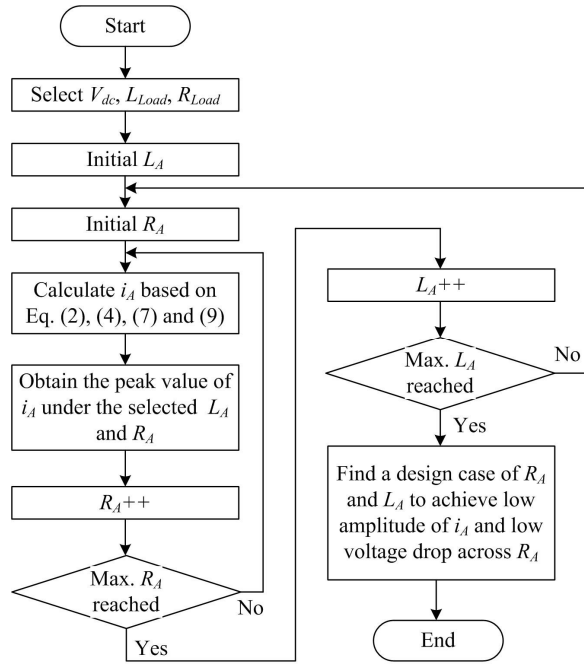 Start
Select V_dc, L_Load, R_Load
Initial L_A
Initial R_A
Calculate i_A based on
Eq. (2), (4), (7) and (9)
Obtain the peak value of
i_A under the selected L_A
and R_A
R_A++
Max. R_A
reached
No
Yes
L_A++
Max. L_A
reached
No
Yes
Find a design case of R_A
and L_A to achieve low
amplitude of i_A and low
voltage drop across R_A
End